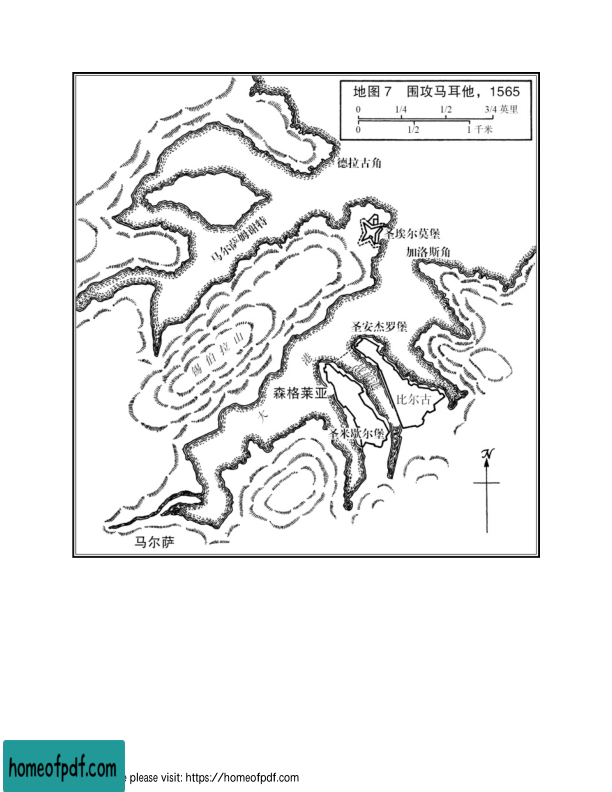 地图 7 围攻马耳他，1565
0 1/4 1/2 3/4 英里
0 1/2 1 千米
德拉古角
马尔萨姆谢特
圣埃尔莫堡
加洛斯角
圣安杰罗堡
锡伯拉山
大港
森格莱亚
比尔古
圣米歇尔堡
N
马尔萨
homeofpdf.com
e please visit: https://homeofpdf.com